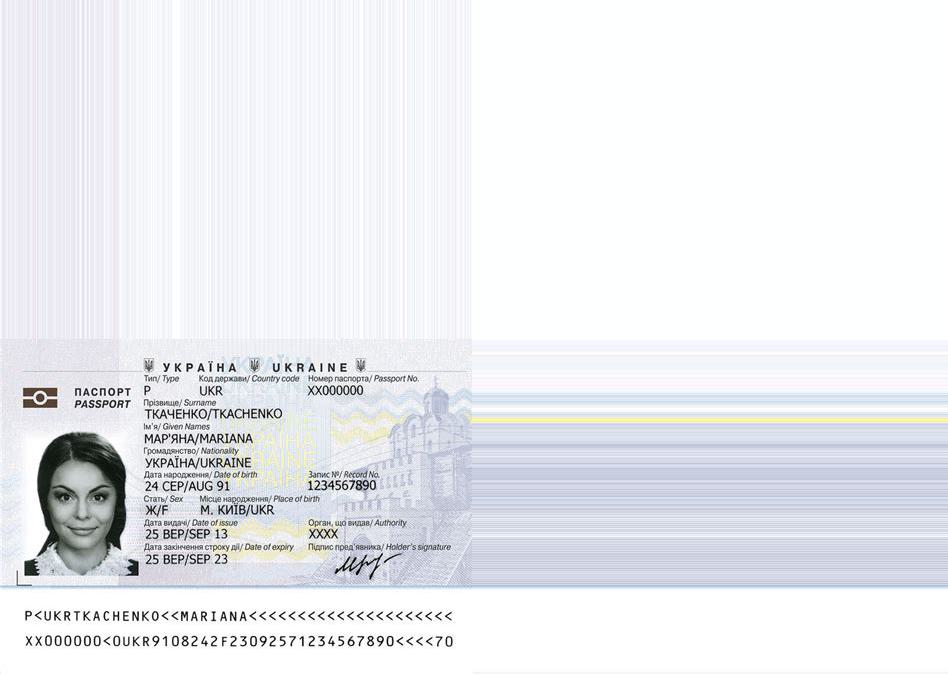 УКРАЇНА UKRAINE
Тип/ Type Код держави/ Country code Номер паспорта/ Passport No.
P UKR XX000000
ПАСПОРТ
PASSPORT
Прізвище/ Surname
ТКАЧЕНКО/TKACHENKO
Ім'я/ Given Names
МАР'ЯНА/MARIANA
Громадянство/ Nationality
УКРАЇНА/UKRAINE
Дата народження/ Date of birth Запис №/ Record No.
24 СЕР/AUG 91 1234567890
Стать/ Sex Місце народження/ Place of birth
Ж/F М. КИЇВ/UKR
Дата видачі/ Date of issue Орган, що видав/ Authority
25 ВЕР/SEP 13 XXXX
Дата закінчення строку дії/ Date of expiry Підпис пред'явника/ Holder's signature
25 ВЕР/SEP 23
P<UKRTKACHENKO<<MARIANA<<<<<<<<<<<<<<<<<<<<<
XX000000<0UKR9108242F23092571234567890<<<<70